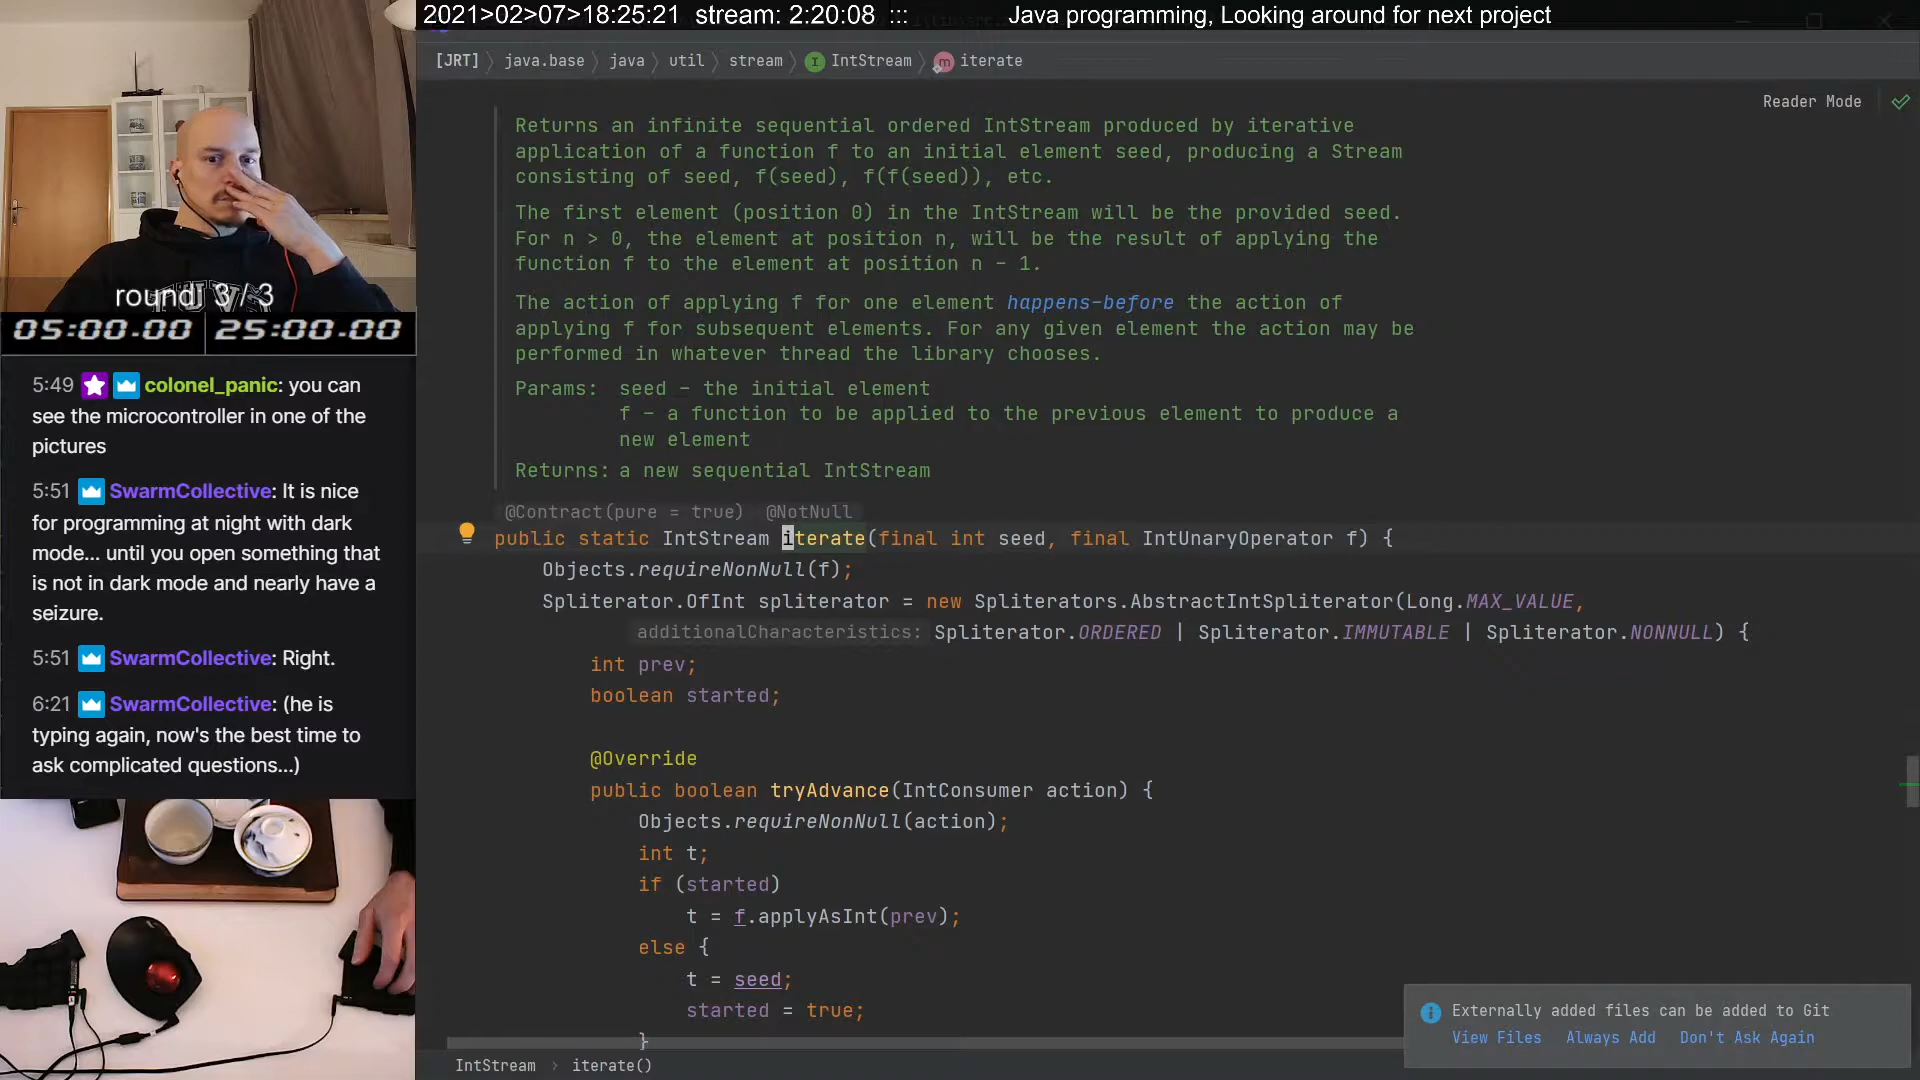 2021>02>07>18:25:21 stream: 2:20:08 ::: Java programming, Looking around for next project
[JRT] java.base java util stream I IntStream m iterate
Reader Mode
Returns an infinite sequential ordered IntStream produced by iterative
application of a function f to an initial element seed, producing a Stream
consisting of seed, f(seed), f(f(seed)), etc.
The first element (position 0) in the IntStream will be the provided seed.
For n > 0, the element at position n, will be the result of applying the
function f to the element at position n - 1.
The action of applying f for one element happens-before the action of
applying f for subsequent elements. For any given element the action may be
performed in whatever thread the library chooses.
Params: seed - the initial element
f - a function to be applied to the previous element to produce a
new element
Returns: a new sequential IntStream
@Contract(pure = true) @NotNull
public static IntStream iterate(final int seed, final IntUnaryOperator f) {
Objects.requireNonNull(f);
Spliterator.OfInt spliterator = new Spliterators.AbstractIntSpliterator(Long.MAX_VALUE,
additionalCharacteristics: Spliterator.ORDERED | Spliterator.IMMUTABLE | Spliterator.NONNULL) {
int prev;
boolean started;
@Override
public boolean tryAdvance(IntConsumer action) {
Objects.requireNonNull(action);
int t;
if (started)
t = f.applyAsInt(prev);
else {
t = seed;
started = true;
}
IntStream > iterate()
Externally added files can be added to Git
View Files Always Add Don't Ask Again
round: 3 / 3
05:00.00 25:00.00
5:49 colonel_panic: you can
see the microcontroller in one of the
pictures
5:51 SwarmCollective: It is nice
for programming at night with dark
mode... until you open something that
is not in dark mode and nearly have a
seizure.
5:51 SwarmCollective: Right.
6:21 SwarmCollective: (he is
typing again, now's the best time to
ask complicated questions...)